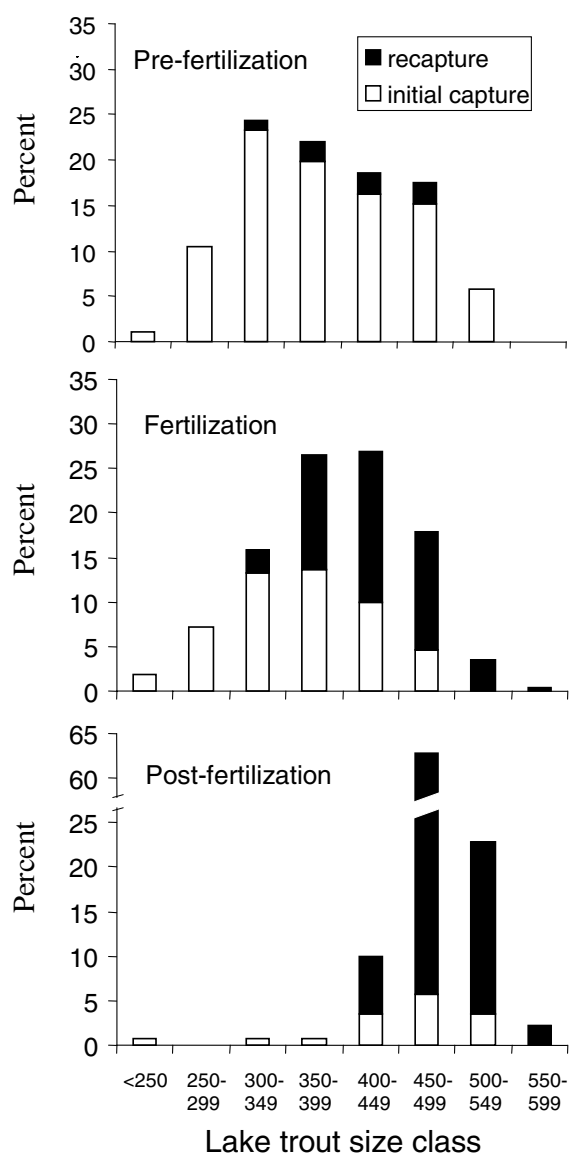 35
30
25
20
15
10
5
0
Percent
Pre-fertilization
recapture
initial capture
35
30
25
20
15
10
5
0
Percent
Fertilization
65
60
25
20
15
10
5
0
Percent
Post-fertilization
<250 250- 300- 350- 400- 450- 500- 550-
299 349 399 449 499 549 599
Lake trout size class